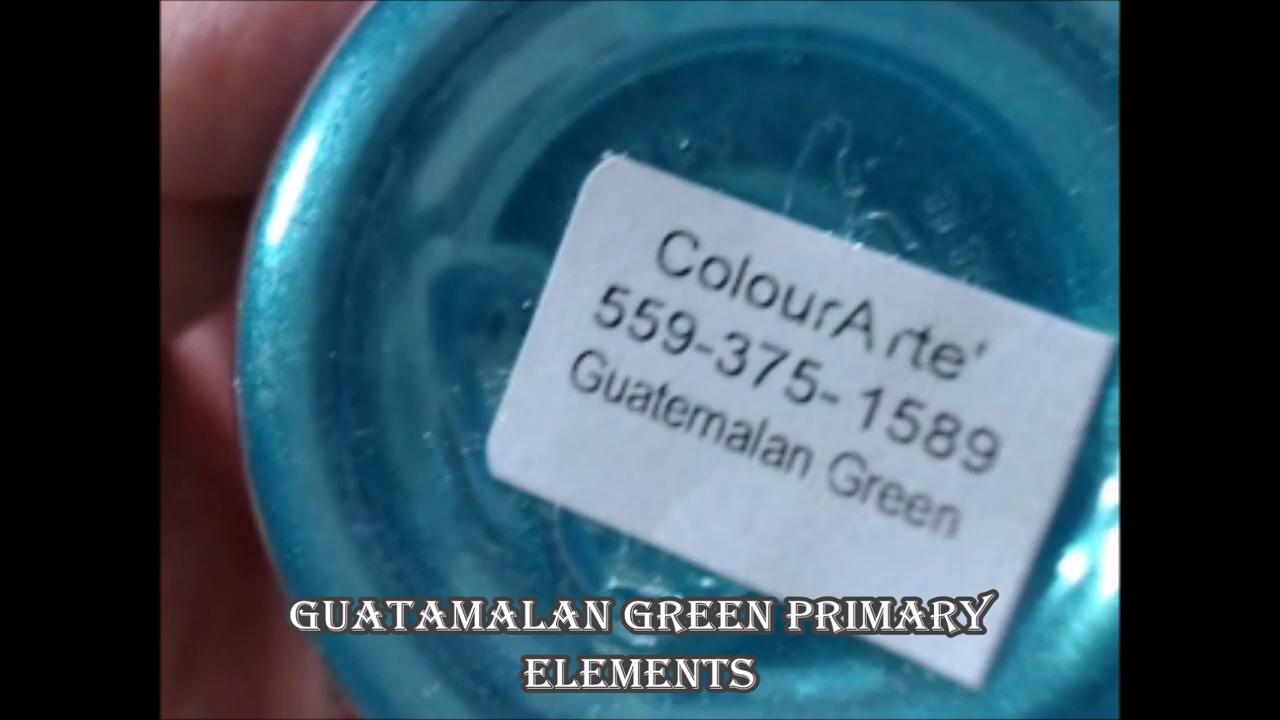 ColourArte'
559-375-1589
Guatemalan Green
GUATAMALAN GREEN PRIMARY
ELEMENTS